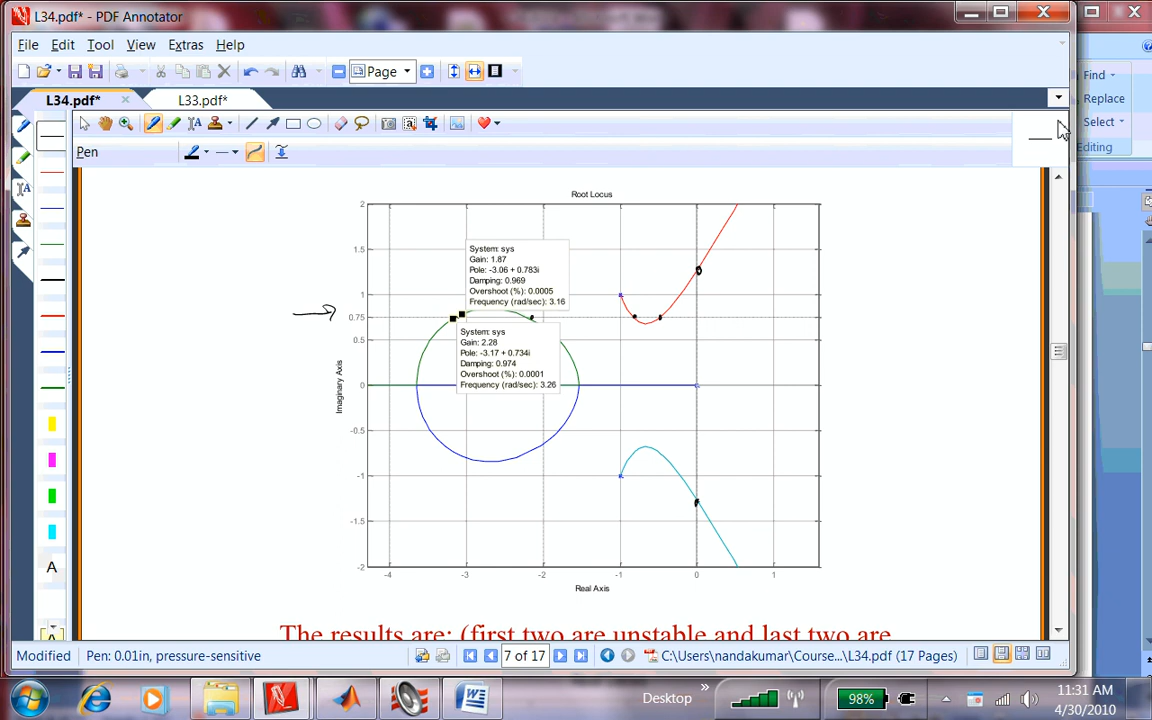 L34.pdf* - PDF Annotator
File Edit Tool View Extras Help
Page
L34.pdf* L33.pdf*
Find
Replace
Select
Editing
Pen
Root Locus
System: sys
Gain: 1.87
Pole: -3.06 + 0.783i
Damping: 0.969
Overshoot (%): 0.0005
Frequency (rad/sec): 3.16
System: sys
Gain: 2.28
Pole: -3.17 + 0.734i
Damping: 0.974
Overshoot (%): 0.0001
Frequency (rad/sec): 3.26
2
1.5
1
0.75
0.5
0
-0.5
-1
-1.5
-2
Imaginary Axis
-4 -3 -2 -1 0 1
Real Axis
The results are: (first two are unstable and last two are
A
Modified Pen: 0.01in, pressure-sensitive 7 of 17 C:\Users\nandakumar\Course...\L34.pdf (17 Pages)
Desktop
98%
11:31 AM
4/30/2010